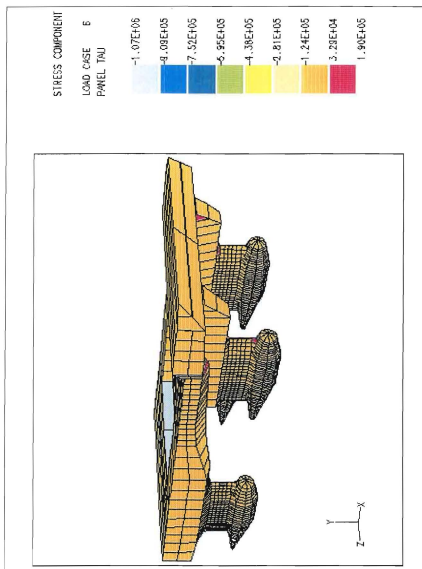 STRESS COMPONENT
LOAD CASE 6
PANEL TAU
-1.07E+06
-9.09E+05
-7.52E+05
-5.95E+05
-4.38E+05
-2.81E+05
-1.24E+05
3.29E+04
1.90E+05
Y
Z
X